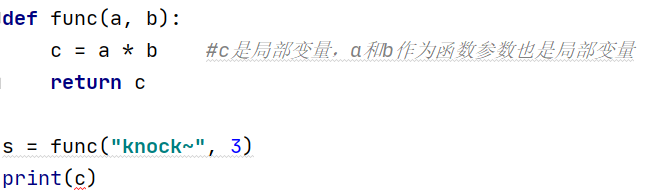 def func(a, b):
    c = a * b    #c是局部变量，a和b作为函数参数也是局部变量
    return c
s = func("knock~", 3)
print(c)